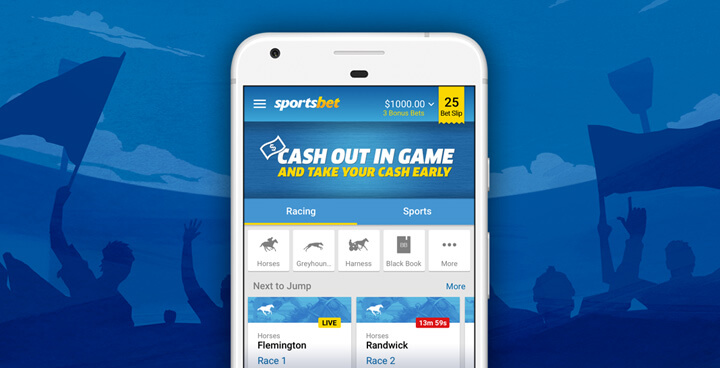 sportsbet
$1000.00
3 Bonus Bets
25
Bet Slip
$
CASH OUT IN GAME
AND TAKE YOUR CASH EARLY
Racing
Sports
Horses
Greyhoun...
Harness
Black Book
More
Next to Jump
More
LIVE
Horses
Flemington
Race 1
13m 59s
Horses
Randwick
Race 2